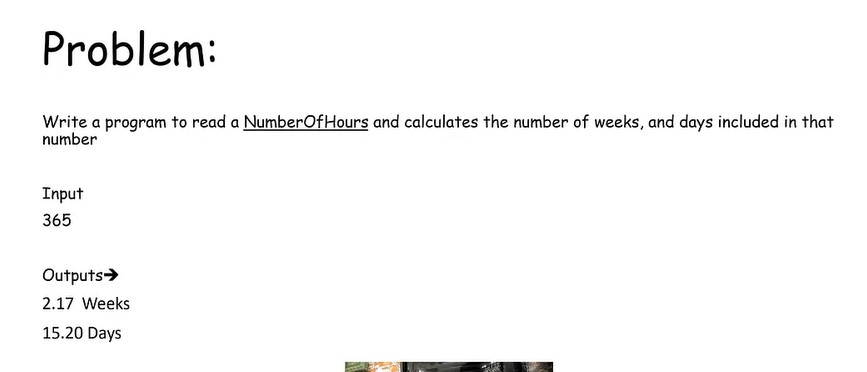 Problem:
Write a program to read a NumberOfHours and calculates the number of weeks, and days included in that
number
Input
365
Outputs➔
2.17 Weeks
15.20 Days